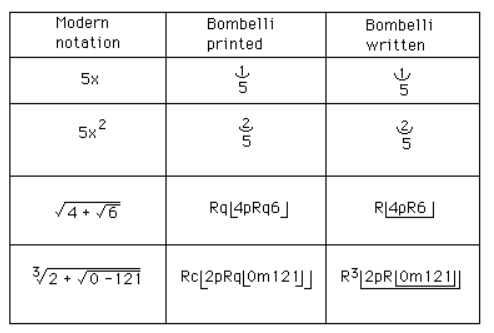 Modern notation
Bombelli printed
Bombelli written
5x
1
5
1
5
5x²
2
5
2
5
√4 + √6
Rq⌊4pRq6⌋
R⌊4pR6⌋
³√2 + √0 -121
Rc⌊2pRq⌊0m121⌋⌋
R³⌊2pR⌊0m121⌋⌋